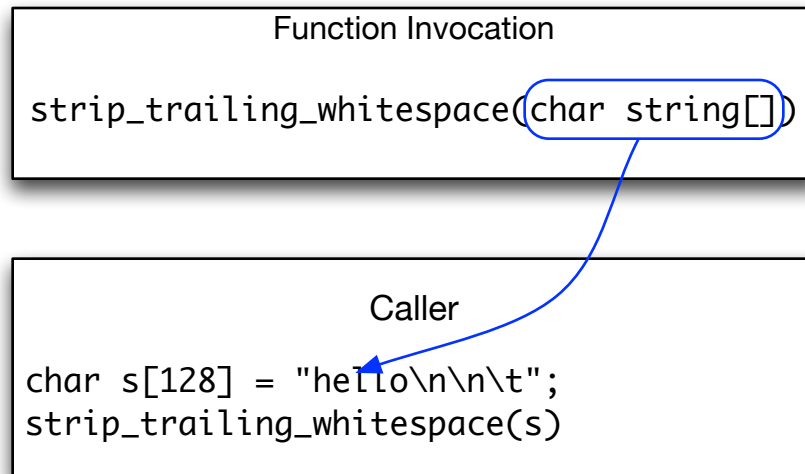 Function Invocation
strip_trailing_whitespace(char string[])
Caller
char s[128] = "hello\n\n\t";
strip_trailing_whitespace(s)